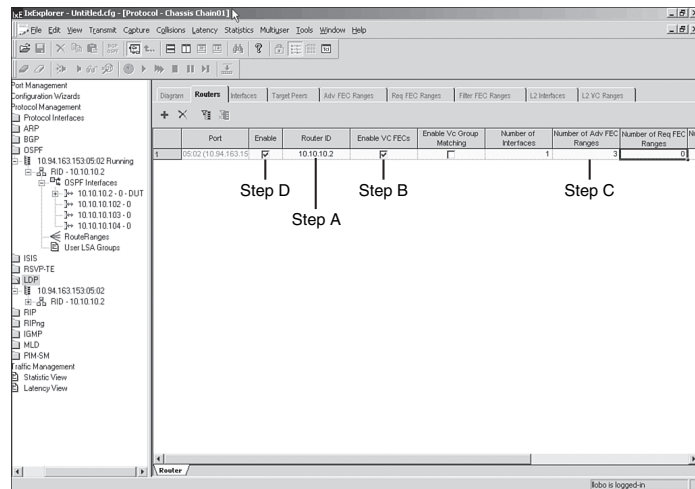 IxExplorer - Untitled.cfg - [Protocol - Chassis Chain01]
File Edit View Transmit Capture Collisions Latency Statistics Multiuser Tools Window Help
Port Management
Configuration Wizards
Protocol Management
Protocol Interfaces
ARP
BGP
OSPF
10.94.163.153:05:02 Running
RID - 10.10.10.2
OSPF Interfaces
10.10.10.2 - 0 - DUT
10.10.10.102 - 0
10.10.10.103 - 0
10.10.10.104 - 0
RouteRanges
User LSA Groups
ISIS
RSVP-TE
LDP
10.94.163.153:05:02
RID - 10.10.10.2
RIP
RIPng
IGMP
MLD
PIM-SM
Traffic Management
Statistic View
Latency View
Diagram Routers Interfaces Target Peers Adv FEC Ranges Req FEC Ranges Filter FEC Ranges L2 Interfaces L2 VC Ranges
Port Enable Router ID Enable VC FECs Enable Vc Group Matching Number of Interfaces Number of Adv FEC Ranges Number of Req FEC Ranges
1 05:02 (10.94.163.15 10.10.10.2 1 3 0
Step D Step B Step C
Step A
Router
llobo is logged-in